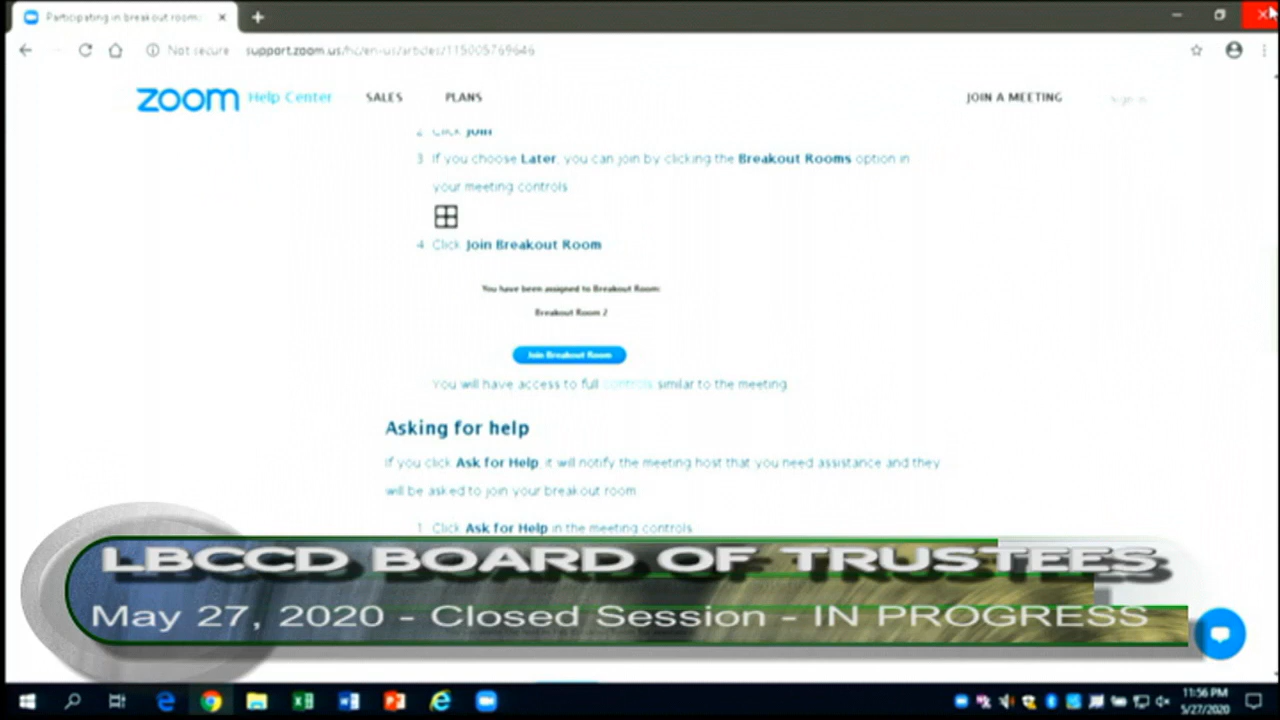 Participating in breakout rooms
Not secure support.zoom.us/hc/en-us/articles/115005769646
zoom Help Center SALES PLANS JOIN A MEETING Sign In
2 Click Join
3 If you choose Later, you can join by clicking the Breakout Rooms option in
your meeting controls
4 Click Join Breakout Room
You have been assigned to Breakout Room:
Breakout Room 2
Join Breakout Room
You will have access to full controls similar to the meeting
Asking for help
If you click Ask for Help, it will notify the meeting host that you need assistance and they
will be asked to join your breakout room
1 Click Ask for Help in the meeting controls
LBCCD BOARD OF TRUSTEES
May 27, 2020 - Closed Session - IN PROGRESS
11:56 PM
5/27/2020